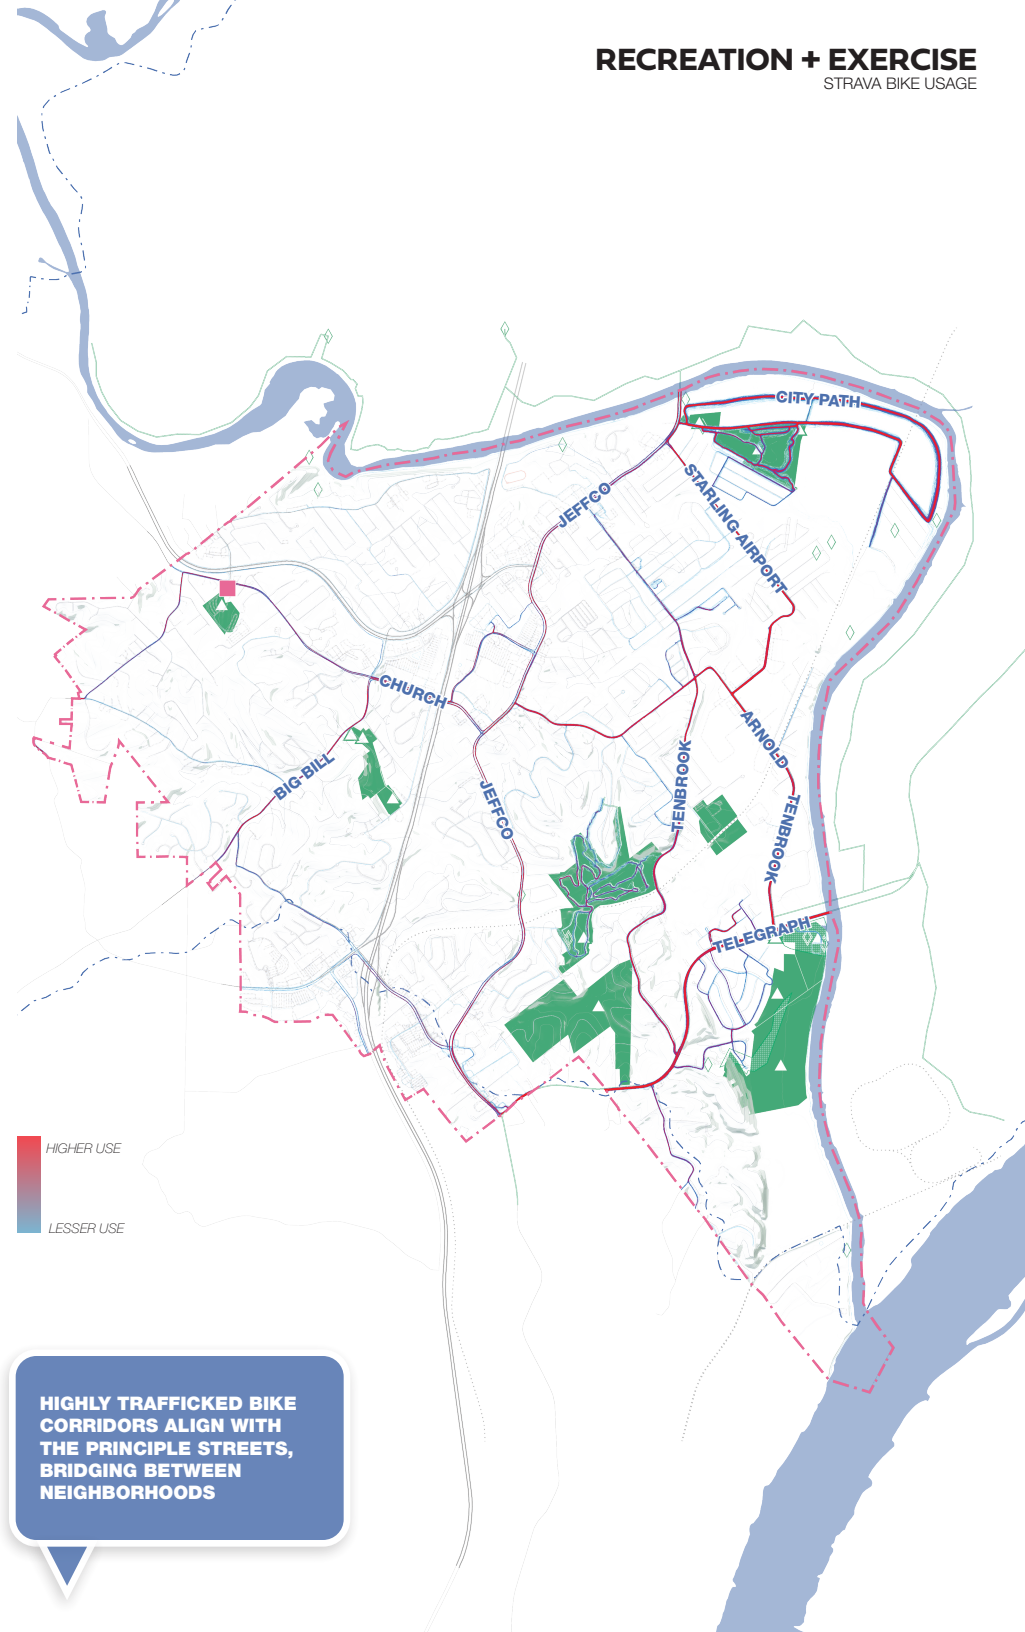 RECREATION + EXERCISE
STRAVA BIKE USAGE
CITY PATH
JEFFCO
STARLING AIRPORT
CHURCH
ARNOLD
BIG BILL
TENBROOK
JEFFCO
TENBROOK
TELEGRAPH
HIGHER USE
LESSER USE
HIGHLY TRAFFICKED BIKE
CORRIDORS ALIGN WITH
THE PRINCIPLE STREETS,
BRIDGING BETWEEN
NEIGHBORHOODS